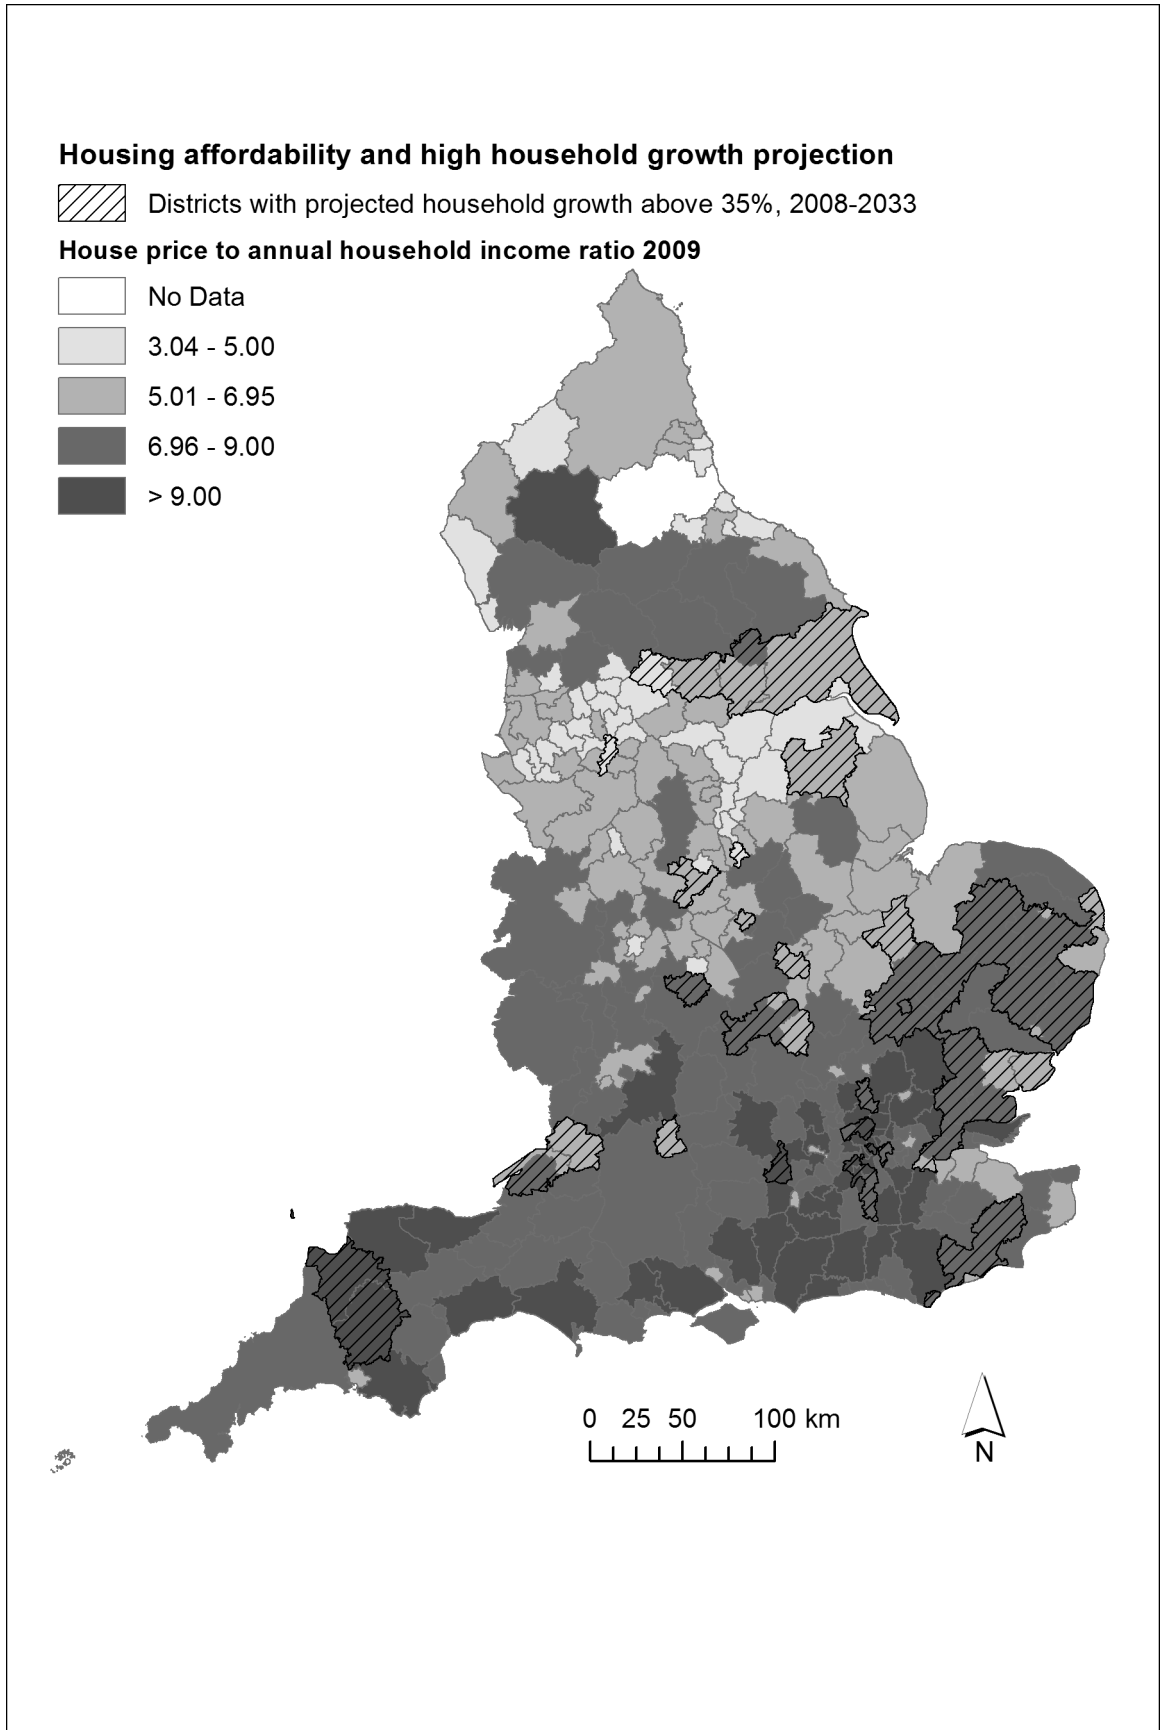 Housing affordability and high household growth projection
Districts with projected household growth above 35%, 2008-2033
House price to annual household income ratio 2009
No Data
3.04 - 5.00
5.01 - 6.95
6.96 - 9.00
> 9.00
0 25 50 100 km
N